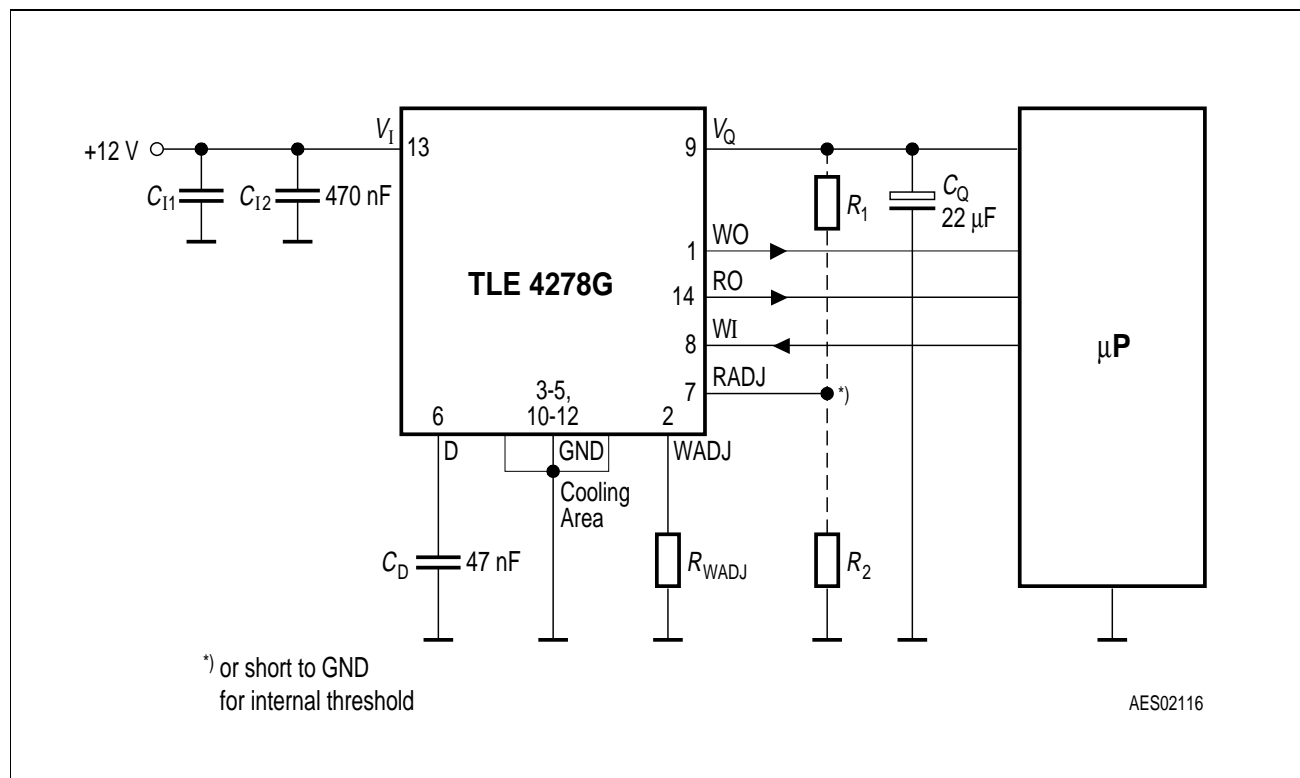 +12 V
V_I
13
C_I1
C_I2
470 nF
TLE 4278G
9
V_Q
1
WO
14
RO
8
WI
7
RADJ
*)
R_1
C_Q
22 µF
µP
6
D
3-5,
10-12
GND
2
WADJ
Cooling
Area
C_D
47 nF
R_WADJ
R_2
*) or short to GND
for internal threshold
AES02116